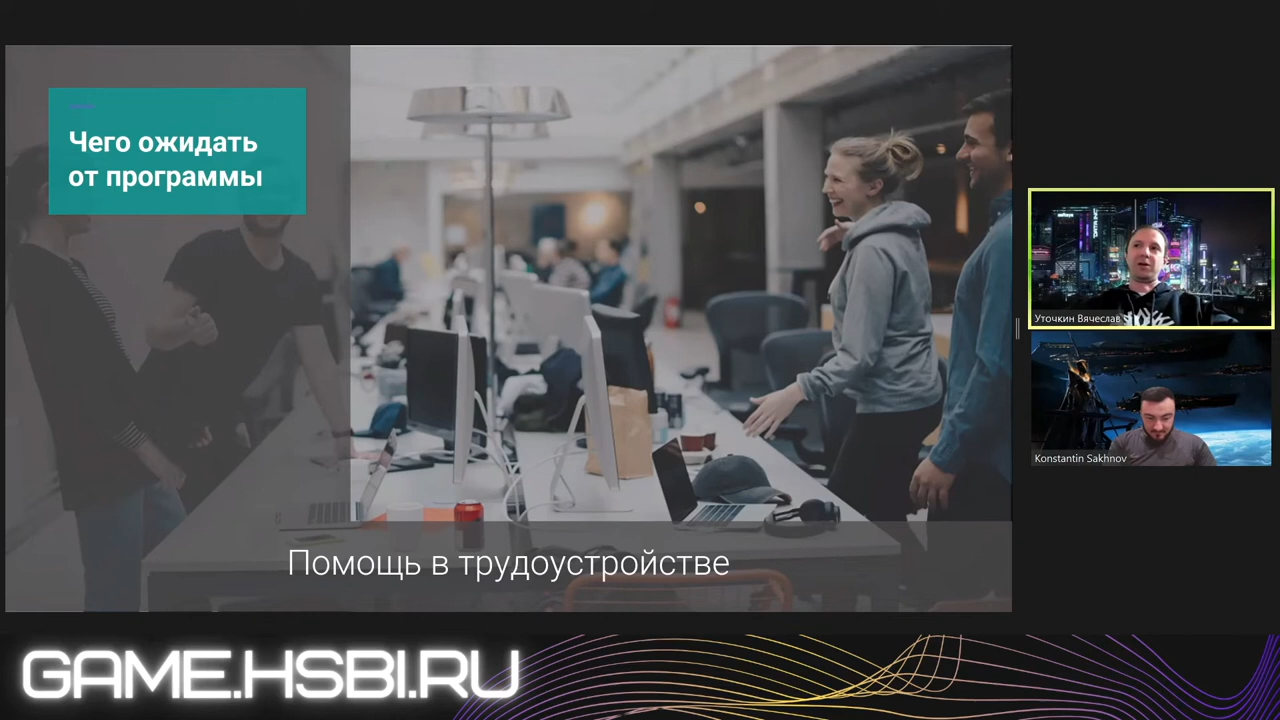 Чего ожидать
от программы
Помощь в трудоустройстве
Уточкин Вячеслав
Konstantin Sakhnov
GAME.HSBI.RU